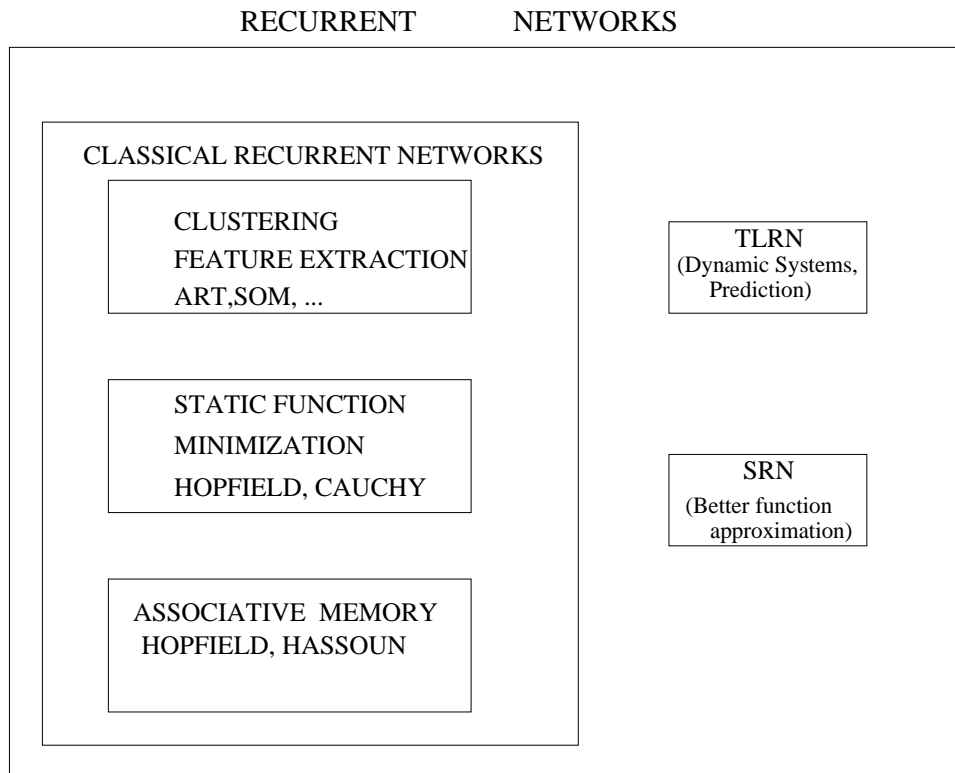 RECURRENT NETWORKS
CLASSICAL RECURRENT NETWORKS
CLUSTERING
FEATURE EXTRACTION
ART,SOM, ...
STATIC FUNCTION
MINIMIZATION
HOPFIELD, CAUCHY
ASSOCIATIVE MEMORY
HOPFIELD, HASSOUN
TLRN
(Dynamic Systems,
Prediction)
SRN
(Better function
approximation)